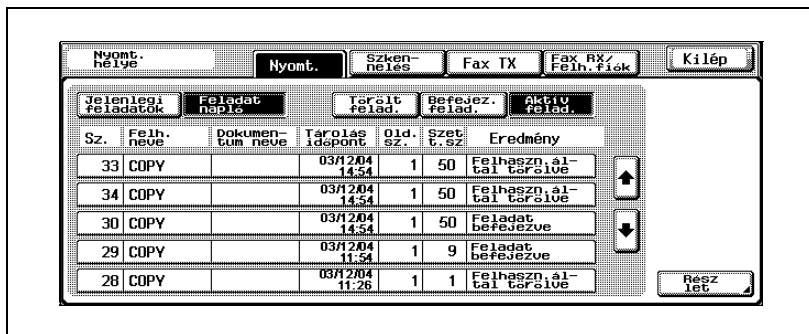 Nyomt.
helye
Nyomt.
Szken-
nelés
Fax TX
Fax RX/
Felh.fiók
Kilép
Jelenlegi
feladatok
Feladat
napló
Törölt
felad.
Befejez.
felad.
Aktív
felad.
Sz.
Felh.
neve
Dokumen-
tum neve
Tárolás
időpont
Old.
sz.
Szet
t.sz
Eredmény
33 COPY 03/12/04 14:54 1 50 Felhaszn.ál-
tal törölve
34 COPY 03/12/04 14:54 1 50 Felhaszn.ál-
tal törölve
30 COPY 03/12/04 14:54 1 50 Feladat
befejezve
29 COPY 03/12/04 11:54 1 9 Feladat
befejezve
28 COPY 03/12/04 11:26 1 1 Felhaszn.ál-
tal törölve
Rész
let